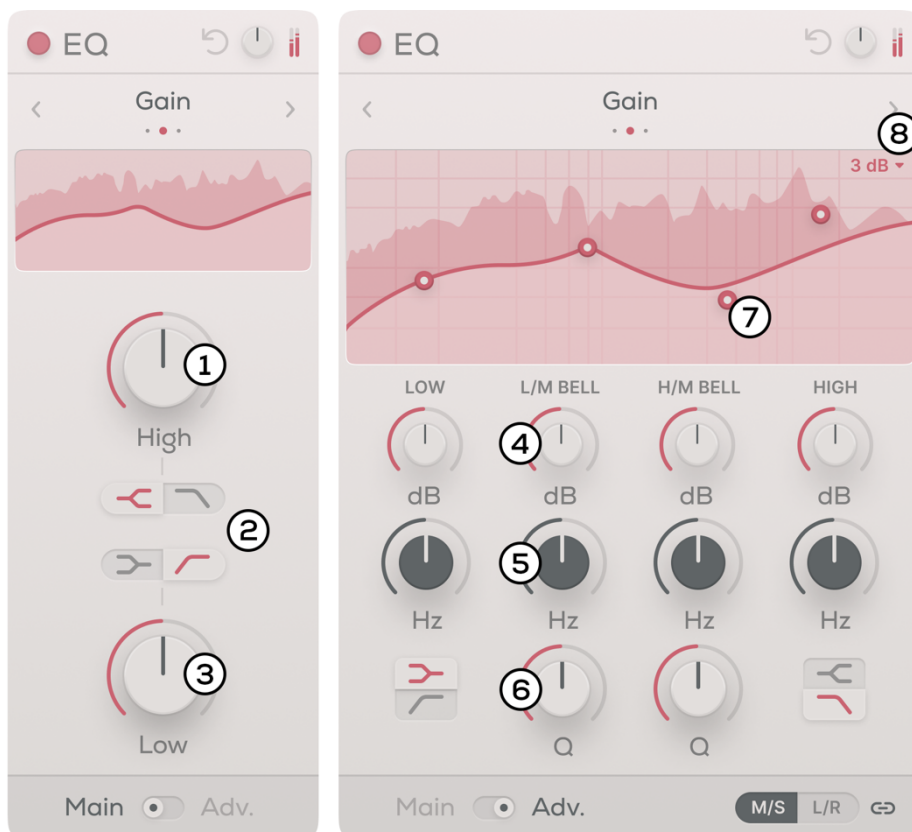 EQ
Gain
1
High
2
3
Low
Main Adv.
EQ
Gain
8
3 dB
7
LOW L/M BELL H/M BELL HIGH
4
dB dB dB dB
5
Hz Hz Hz Hz
6
Q Q
Main Adv. M/S L/R